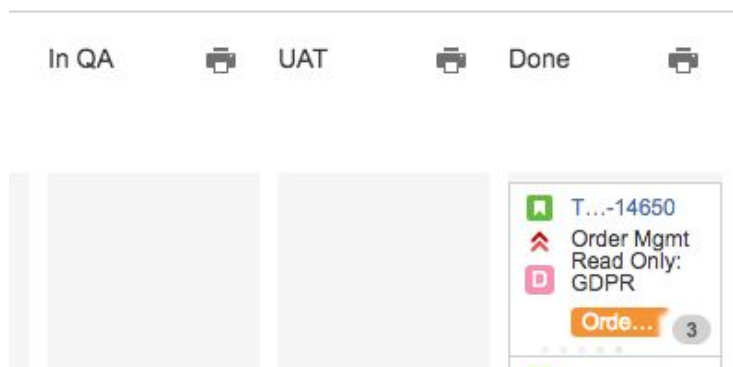 In QA
UAT
Done
T...-14650
Order Mgmt
Read Only:
D
GDPR
Orde...
3